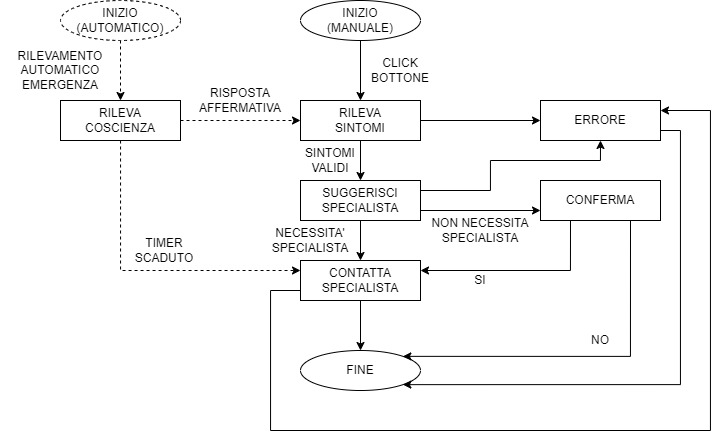 INIZIO
(AUTOMATICO)
INIZIO
(MANUALE)
RILEVAMENTO
AUTOMATICO
EMERGENZA
CLICK
BOTTONE
RISPOSTA
AFFERMATIVA
RILEVA
COSCIENZA
RILEVA
SINTOMI
ERRORE
SINTOMI
VALIDI
SUGGERISCI
SPECIALISTA
CONFERMA
NECESSITA'
SPECIALISTA
NON NECESSITA
SPECIALISTA
TIMER
SCADUTO
CONTATTA
SPECIALISTA
SI
NO
FINE